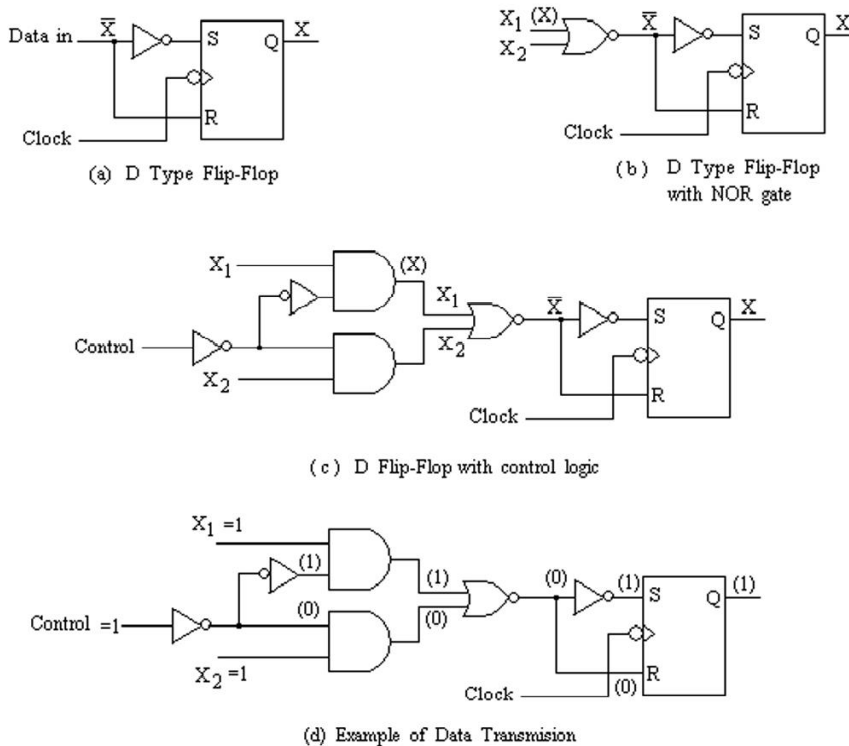 Data in X̅ S Q X
R
Clock
(a) D Type Flip-Flop
X1 (X) X̅ S Q X
X2
R
Clock
( b ) D Type Flip-Flop
with NOR gate
X1 (X)
X1 X̅ S Q X
Control X2
X2 R
Clock
( c ) D Flip-Flop with control logic
X1 =1
(1) (1) (0) (1) S Q (1)
Control =1 (0) (0)
X2 =1 R
Clock (0)
(d) Example of Data Transmision